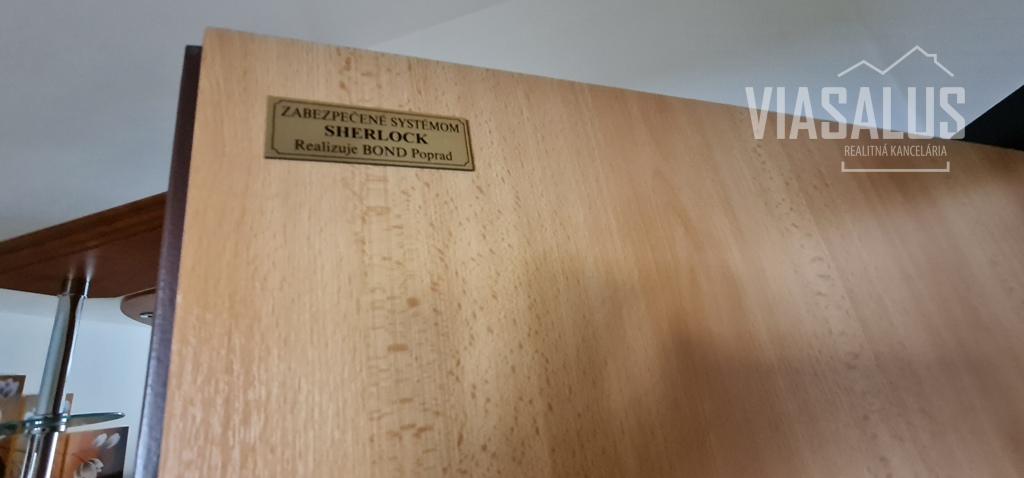 ZABEZPEČENÉ SYSTÉMOM
SHERLOCK
Realizuje BOND Poprad
VIASALUS
REALITNÁ KANCELÁRIA